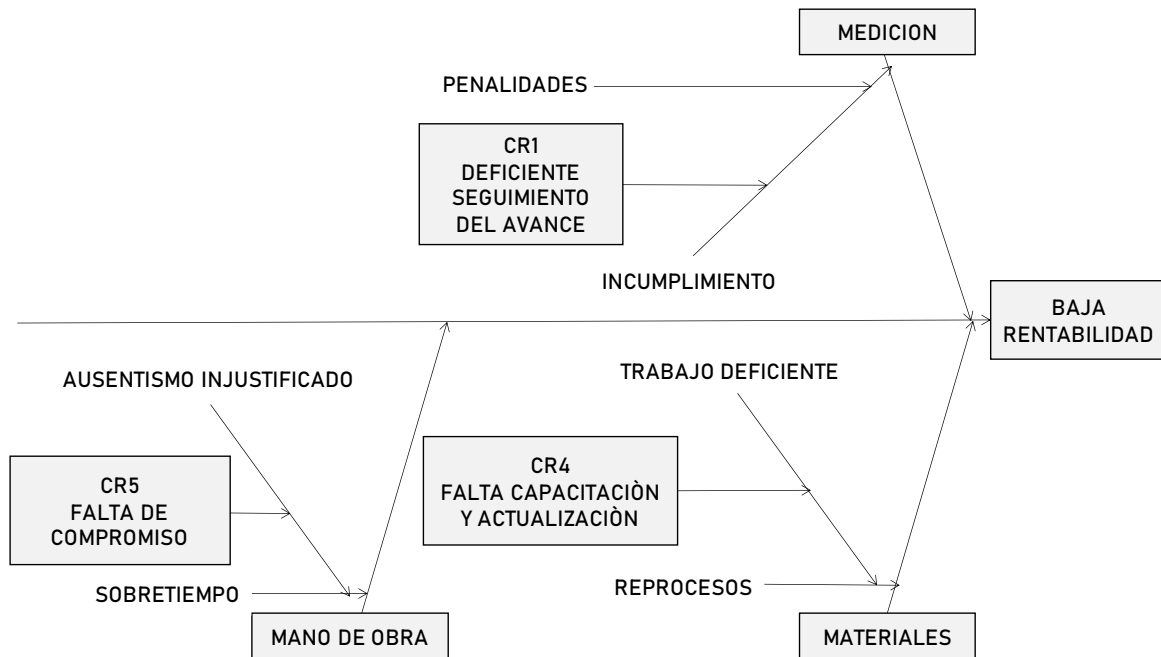 MEDICION
PENALIDADES
CR1
DEFICIENTE
SEGUIMIENTO
DEL AVANCE
INCUMPLIMIENTO
BAJA
RENTABILIDAD
AUSENTISMO INJUSTIFICADO
TRABAJO DEFICIENTE
CR5
FALTA DE
COMPROMISO
CR4
FALTA CAPACITACIÒN
Y ACTUALIZACIÒN
SOBRETIEMPO
REPROCESOS
MANO DE OBRA
MATERIALES